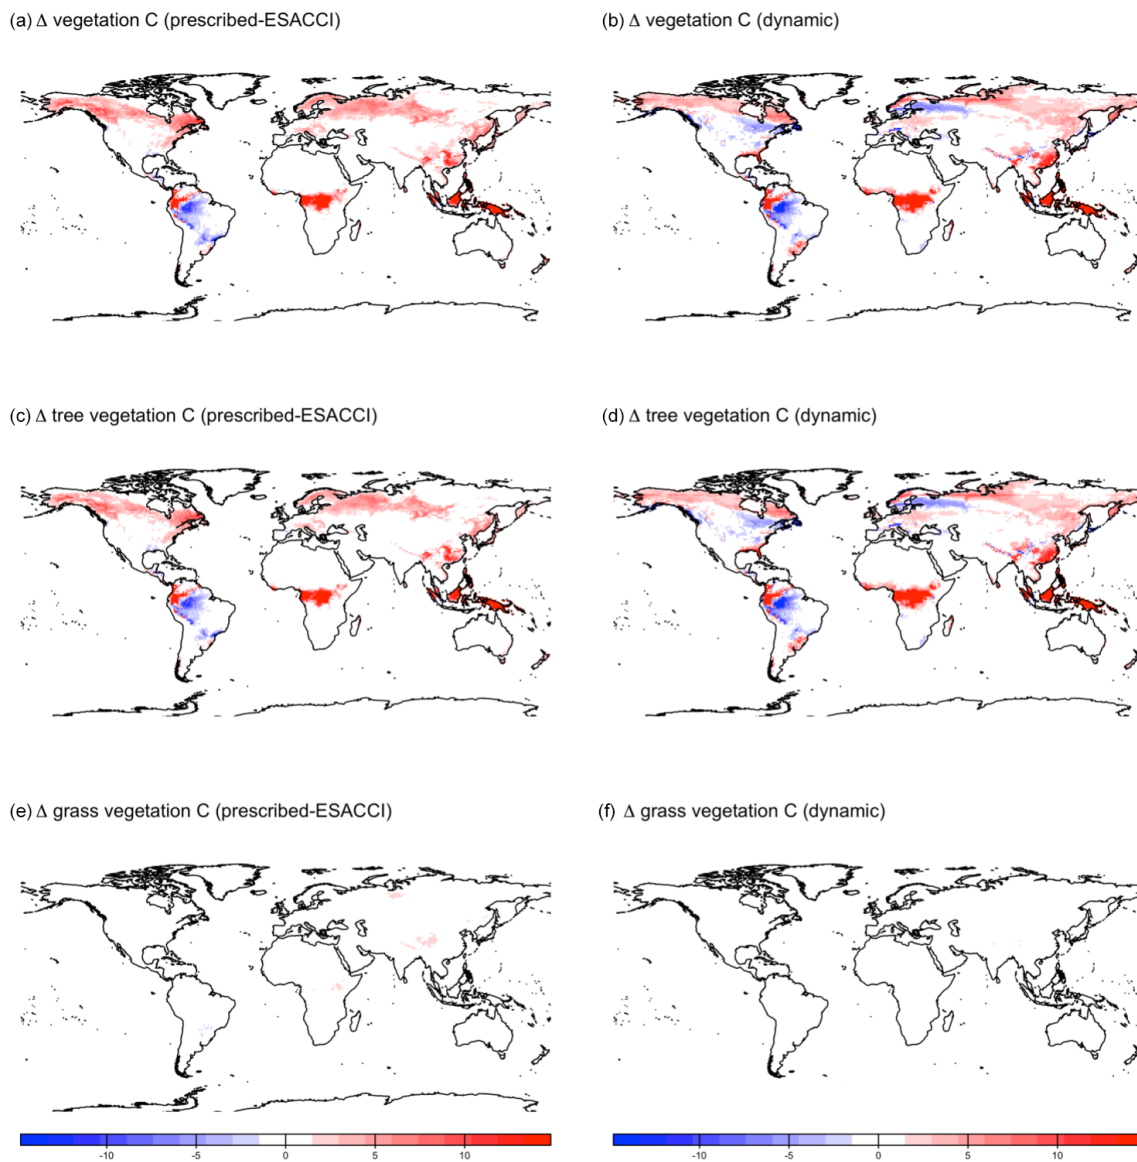 (a) Δ vegetation C (prescribed-ESACCI)
(b) Δ vegetation C (dynamic)
(c) Δ tree vegetation C (prescribed-ESACCI)
(d) Δ tree vegetation C (dynamic)
(e) Δ grass vegetation C (prescribed-ESACCI)
(f) Δ grass vegetation C (dynamic)
-10 -5 0 5 10
-10 -5 0 5 10